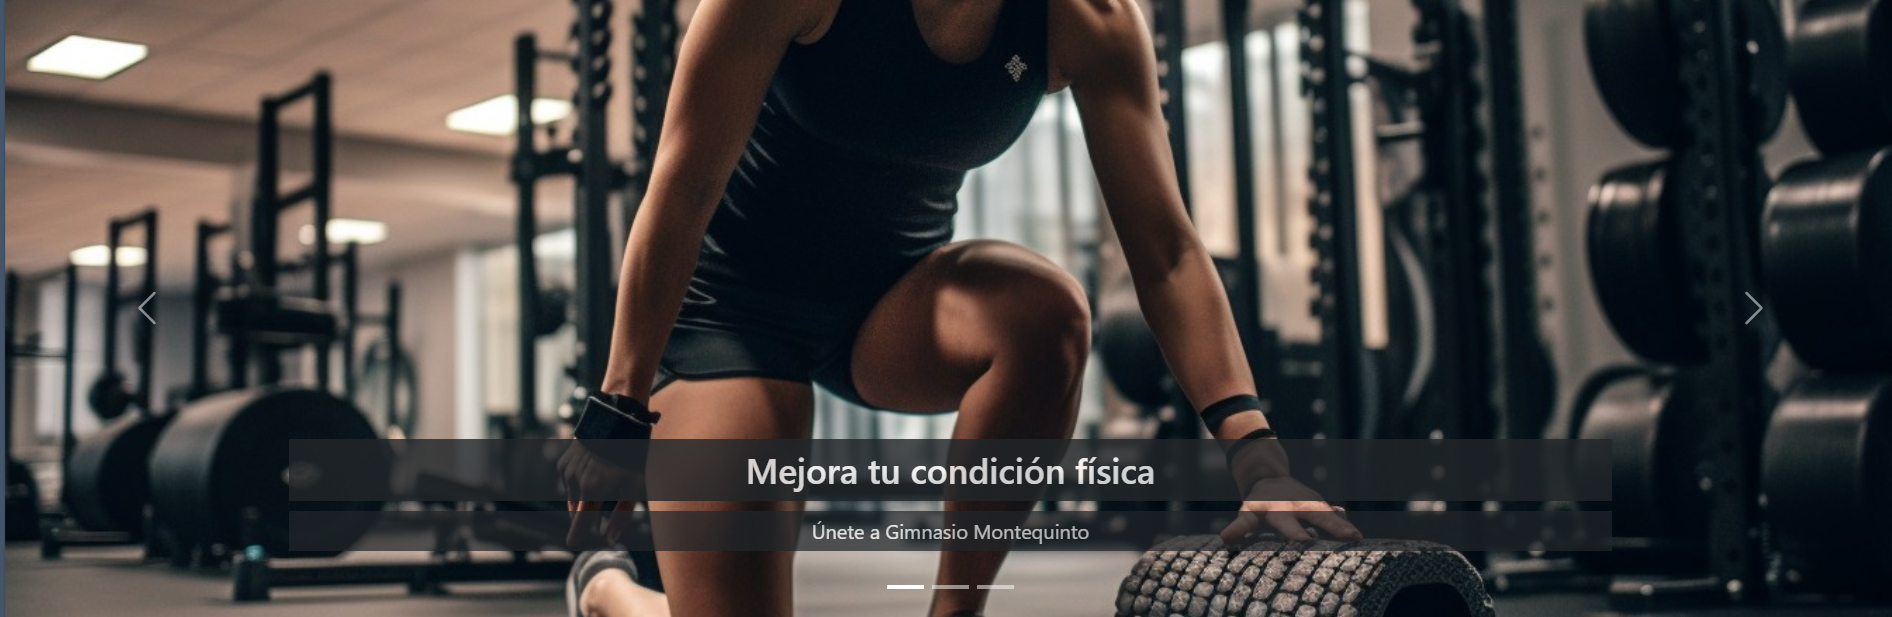 Mejora tu condición física
Únete a Gimnasio Montequinto